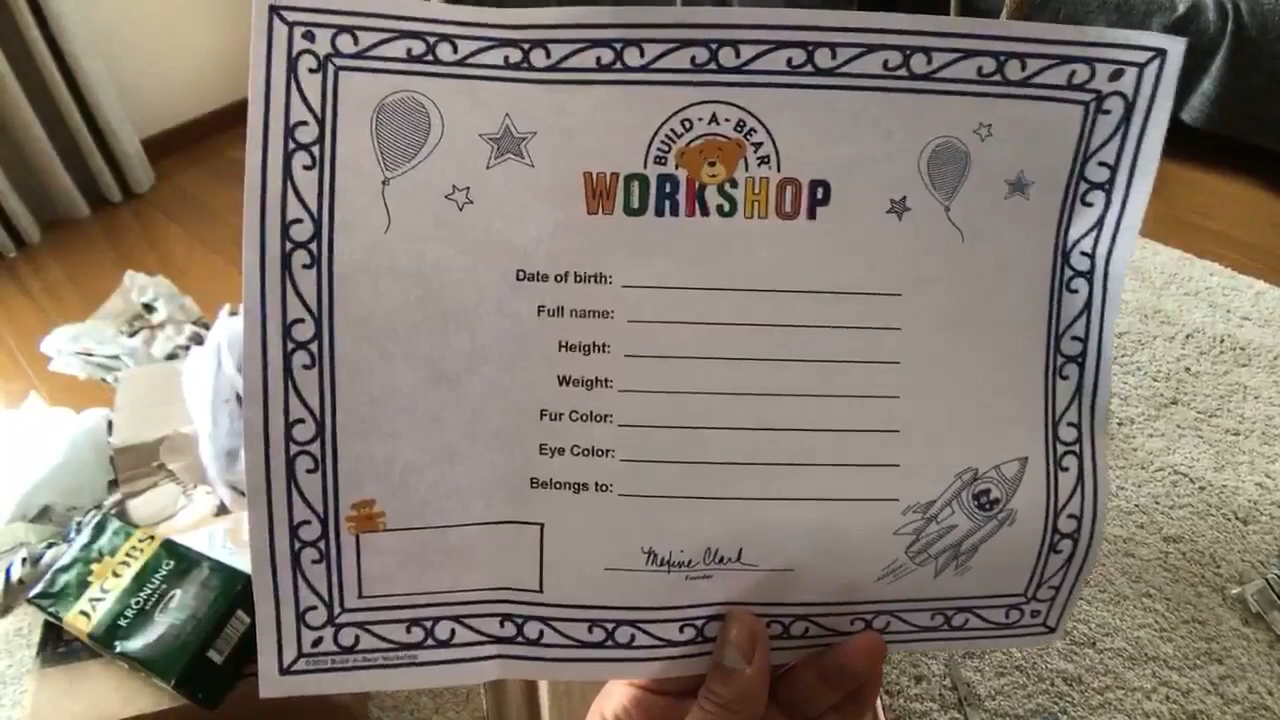 BUILD-A-BEAR
WORKSHOP
Date of birth:
Full name:
Height:
Weight:
Fur Color:
Eye Color:
Belongs to:
Maxine Clark
Founder
Build-A-Bear Workshop
JACOBS
KRÖNUNG